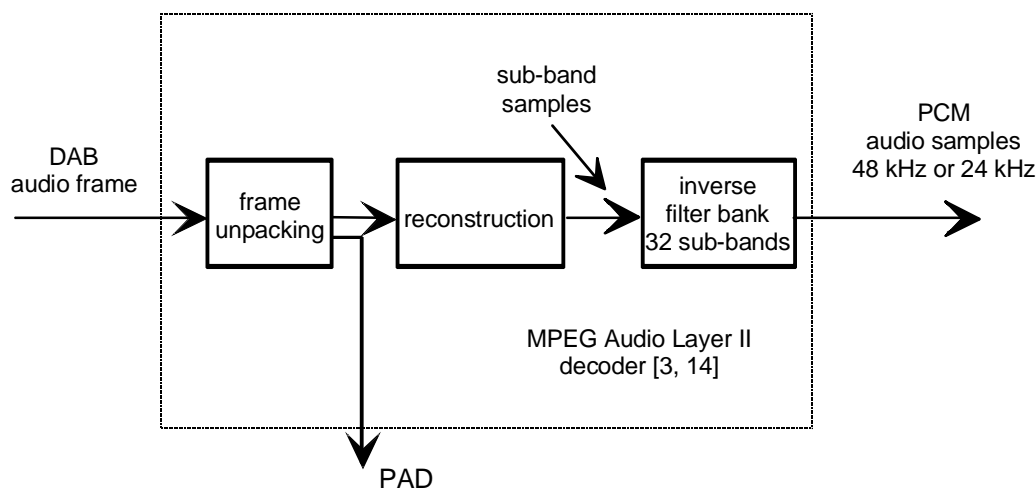 sub-band
samples
PCM
audio samples
48 kHz or 24 kHz
DAB
audio frame
frame
unpacking
reconstruction
inverse
filter bank
32 sub-bands
MPEG Audio Layer II
decoder [3, 14]
PAD